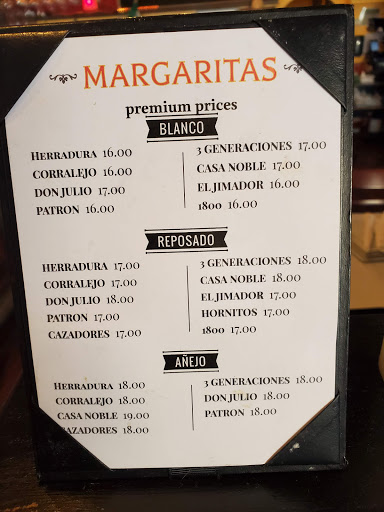 MARGARITAS
premium prices
BLANCO
HERRADURA 16.00
CORRALEJO 16.00
DON JULIO 17.00
PATRON 16.00
3 GENERACIONES 17.00
CASA NOBLE 17.00
EL JIMADOR 16.00
1800 16.00
REPOSADO
HERRADURA 17.00
CORRALEJO 17.00
DON JULIO 18.00
PATRON 17.00
CAZADORES 17.00
3 GENERACIONES 18.00
CASA NOBLE 18.00
EL JIMADOR 17.00
HORNITOS 17.00
1800 17.00
AÑEJO
HERRADURA 18.00
CORRALEJO 18.00
CASA NOBLE 19.00
CAZADORES 18.00
3 GENERACIONES 18.00
DON JULIO 18.00
PATRON 18.00